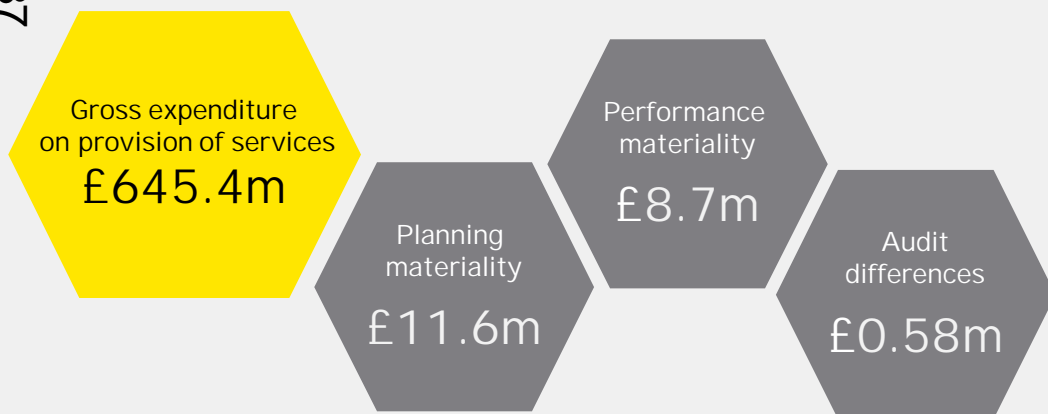 Gross expenditure
on provision of services
£645.4m
Planning
materiality
£11.6m
Performance
materiality
£8.7m
Audit
differences
£0.58m